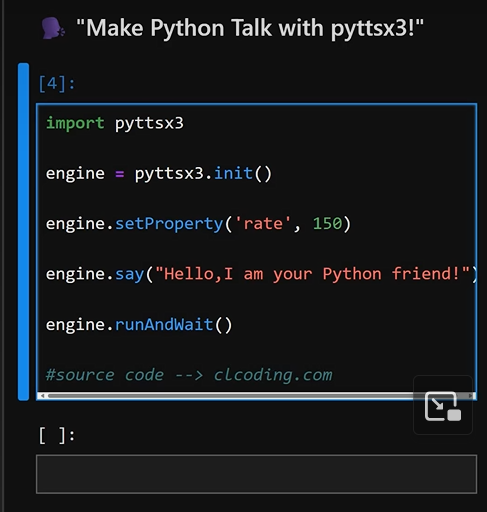 "Make Python Talk with pyttsx3!"
[4]:
import pyttsx3
engine = pyttsx3.init()
engine.setProperty('rate', 150)
engine.say("Hello,I am your Python friend!")
engine.runAndWait()
#source code --> clcoding.com
[ ]: